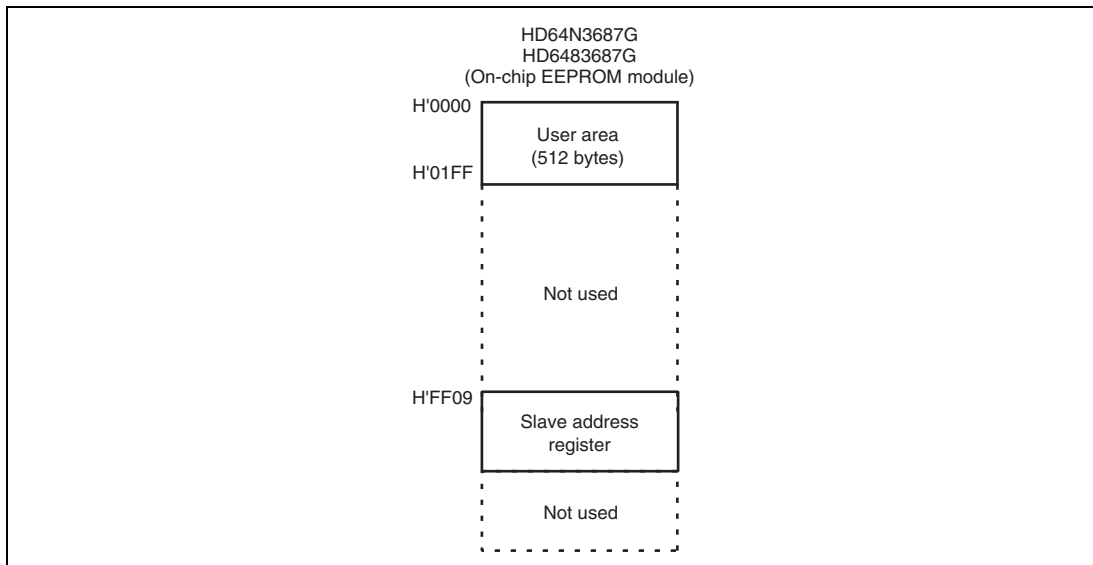 HD64N3687G
HD6483687G
(On-chip EEPROM module)
H'0000
User area
(512 bytes)
H'01FF
Not used
H'FF09
Slave address
register
Not used